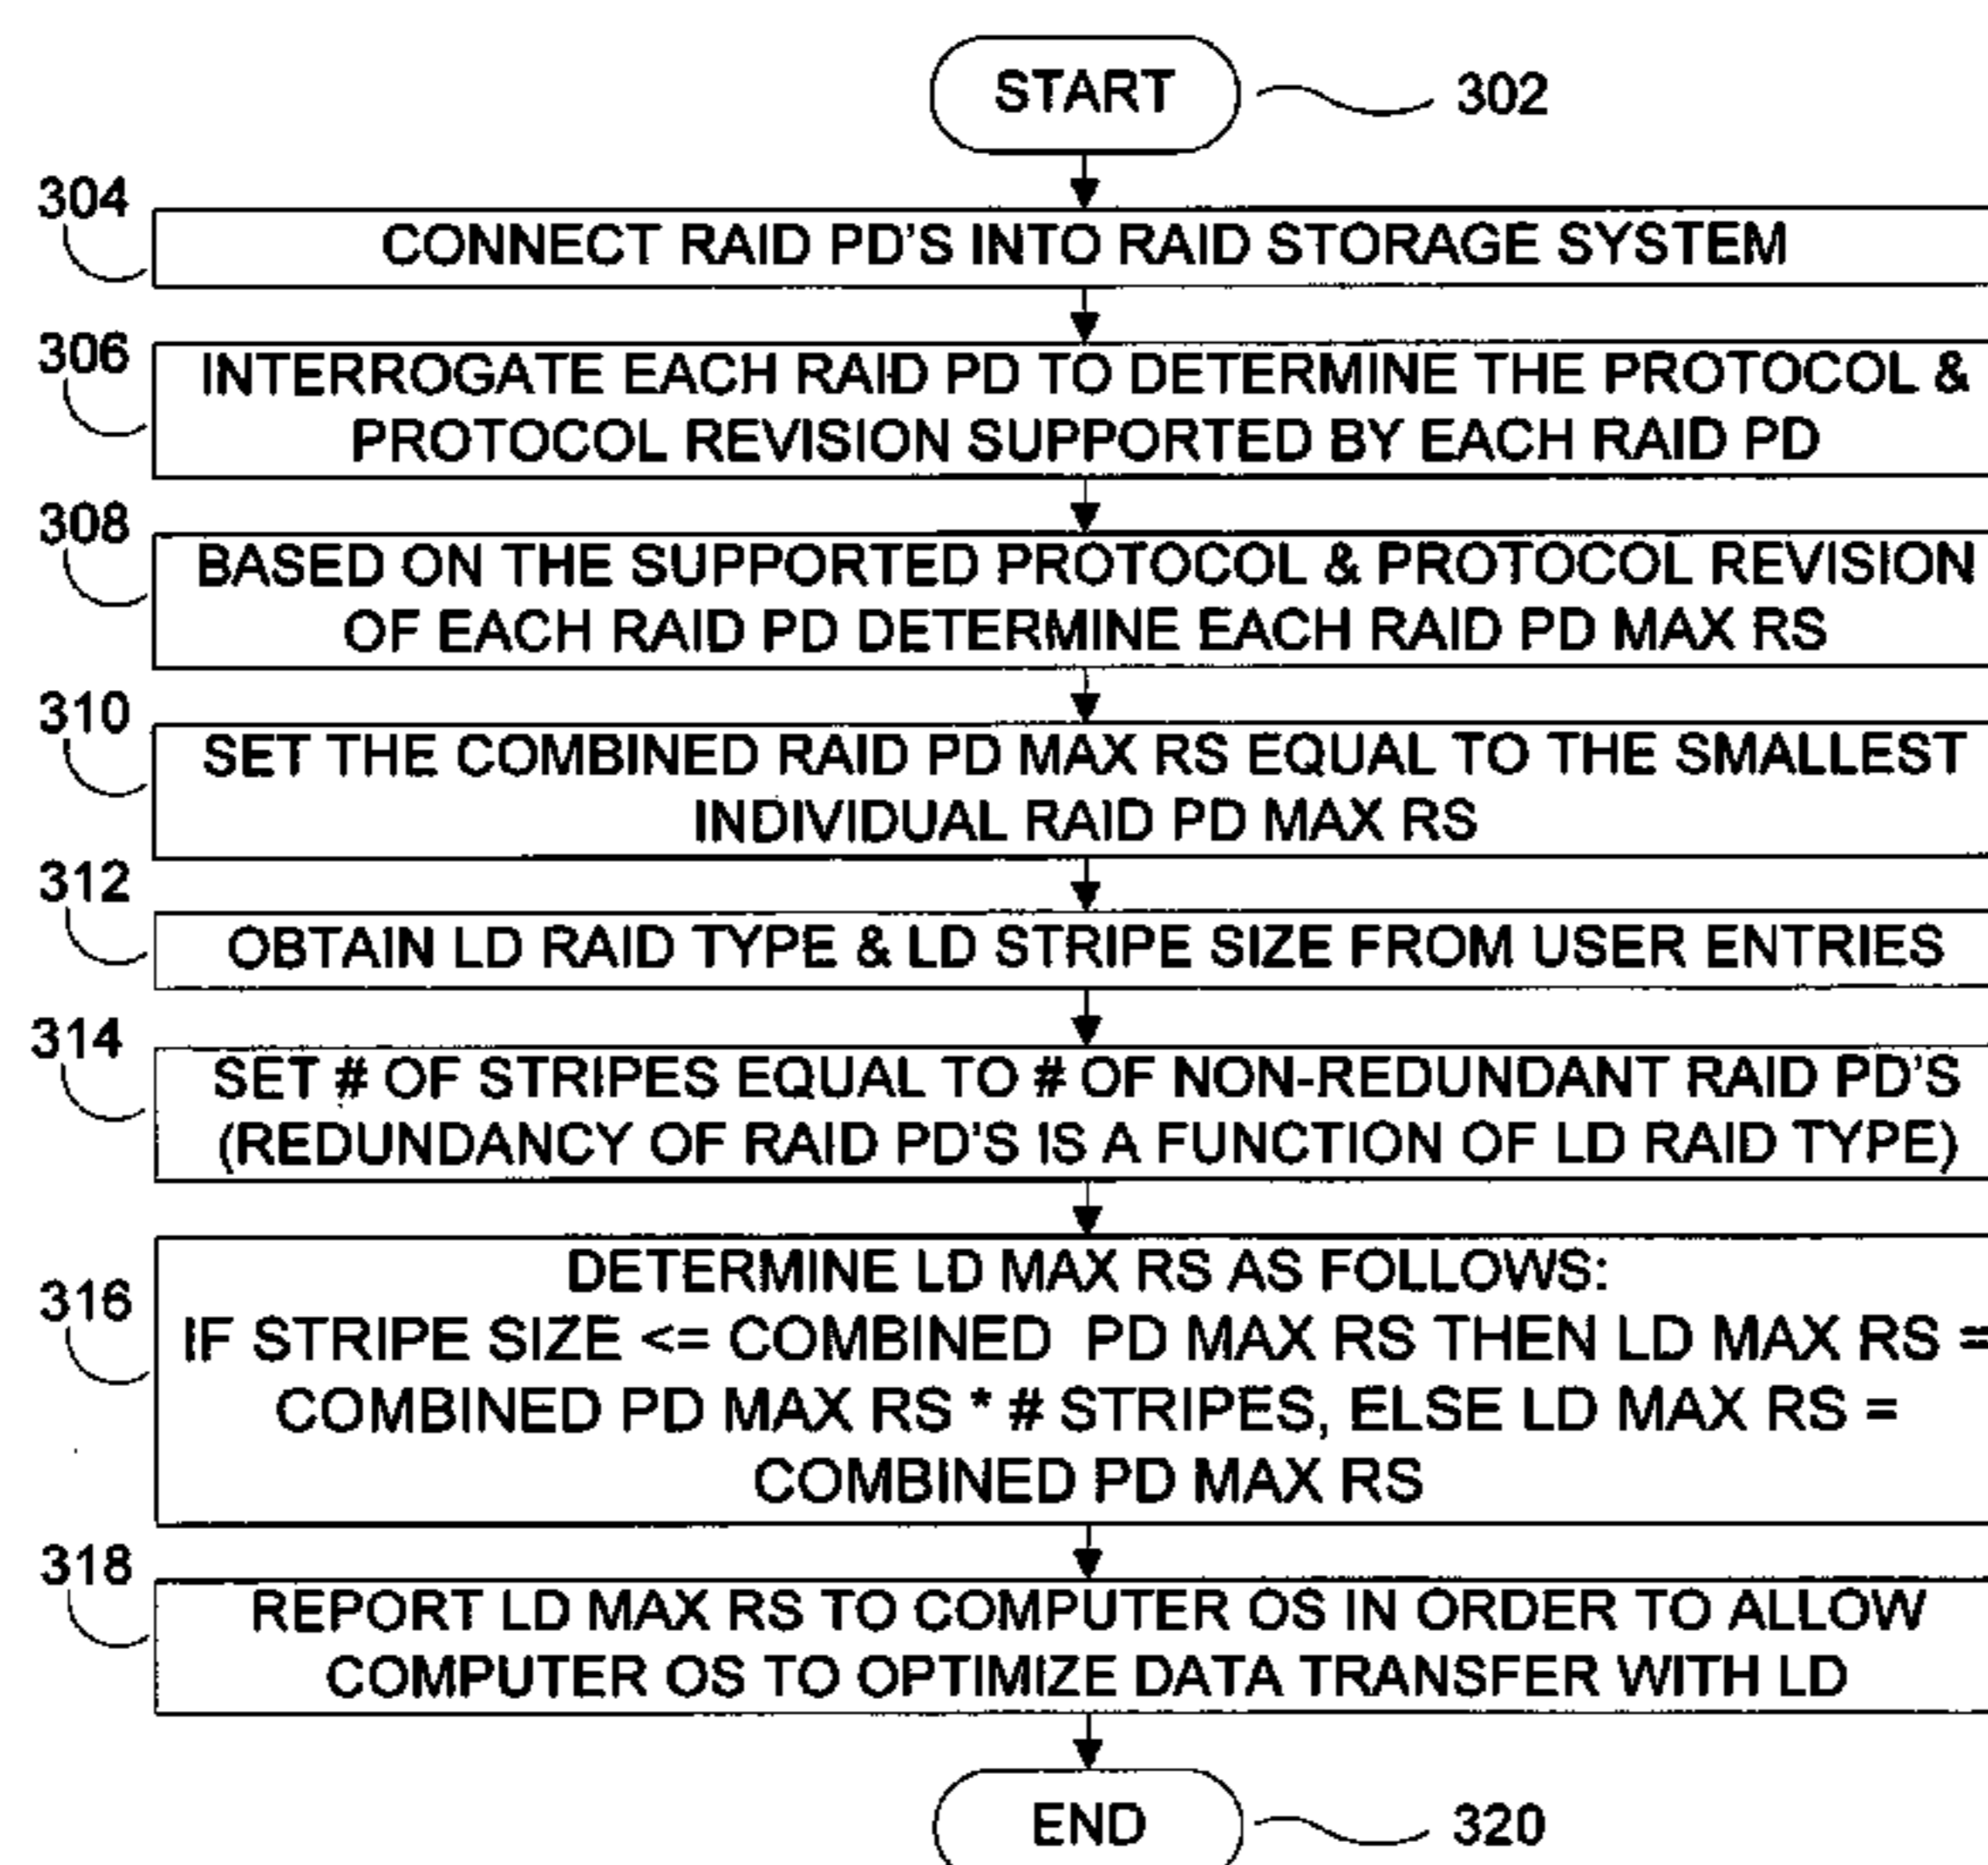 START
302
304
CONNECT RAID PD'S INTO RAID STORAGE SYSTEM
306
INTERROGATE EACH RAID PD TO DETERMINE THE PROTOCOL &
PROTOCOL REVISION SUPPORTED BY EACH RAID PD
308
BASED ON THE SUPPORTED PROTOCOL & PROTOCOL REVISION
OF EACH RAID PD DETERMINE EACH RAID PD MAX RS
310
SET THE COMBINED RAID PD MAX RS EQUAL TO THE SMALLEST
INDIVIDUAL RAID PD MAX RS
312
OBTAIN LD RAID TYPE & LD STRIPE SIZE FROM USER ENTRIES
314
SET # OF STRIPES EQUAL TO # OF NON-REDUNDANT RAID PD'S
(REDUNDANCY OF RAID PD'S IS A FUNCTION OF LD RAID TYPE)
316
DETERMINE LD MAX RS AS FOLLOWS:
IF STRIPE SIZE <= COMBINED PD MAX RS THEN LD MAX RS =
COMBINED PD MAX RS * # STRIPES, ELSE LD MAX RS =
COMBINED PD MAX RS
318
REPORT LD MAX RS TO COMPUTER OS IN ORDER TO ALLOW
COMPUTER OS TO OPTIMIZE DATA TRANSFER WITH LD
END
320